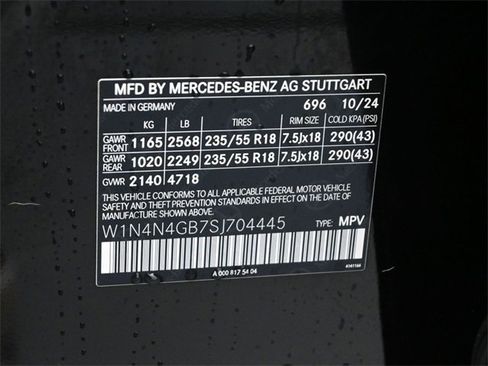 MFD BY MERCEDES-BENZ AG STUTTGART
MADE IN GERMANY 696 10/24
KG LB TIRES RIM SIZE COLD KPA (PSI)
GAWR FRONT 1165 2568 235/55 R18 7.5Jx18 290(43)
GAWR REAR 1020 2249 235/55 R18 7.5Jx18 290(43)
GVWR 2140 4718
THIS VEHICLE CONFORMS TO ALL APPLICABLE FEDERAL MOTOR VEHICLE
SAFETY AND THEFT PREVENTION STANDARDS IN EFFECT ON THE DATE OF
MANUFACTURE SHOWN ABOVE.
W1N4N4GB7SJ704445 TYPE: MPV
A 000 817 54 04